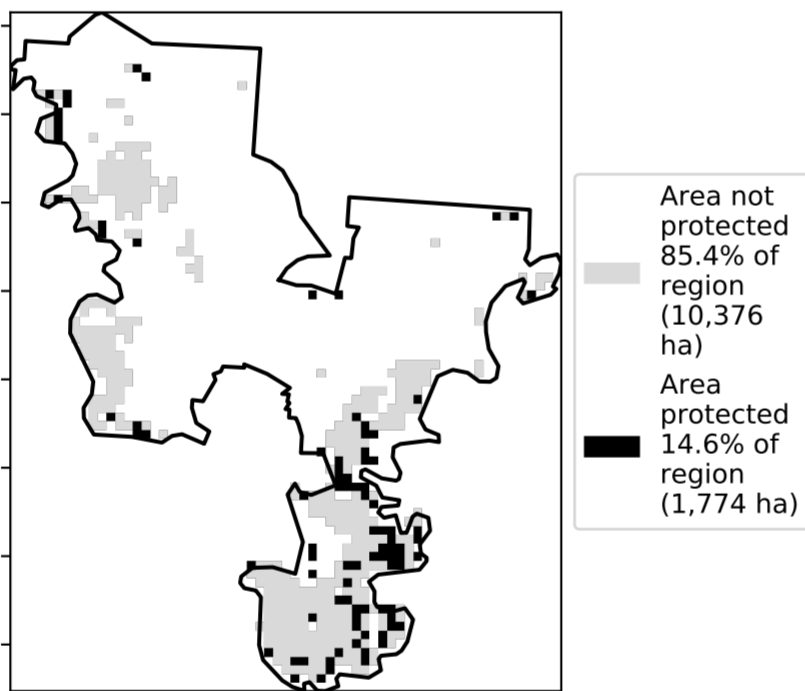 Area not
protected
85.4% of
region
(10,376
ha)
Area
protected
14.6% of
region
(1,774 ha)